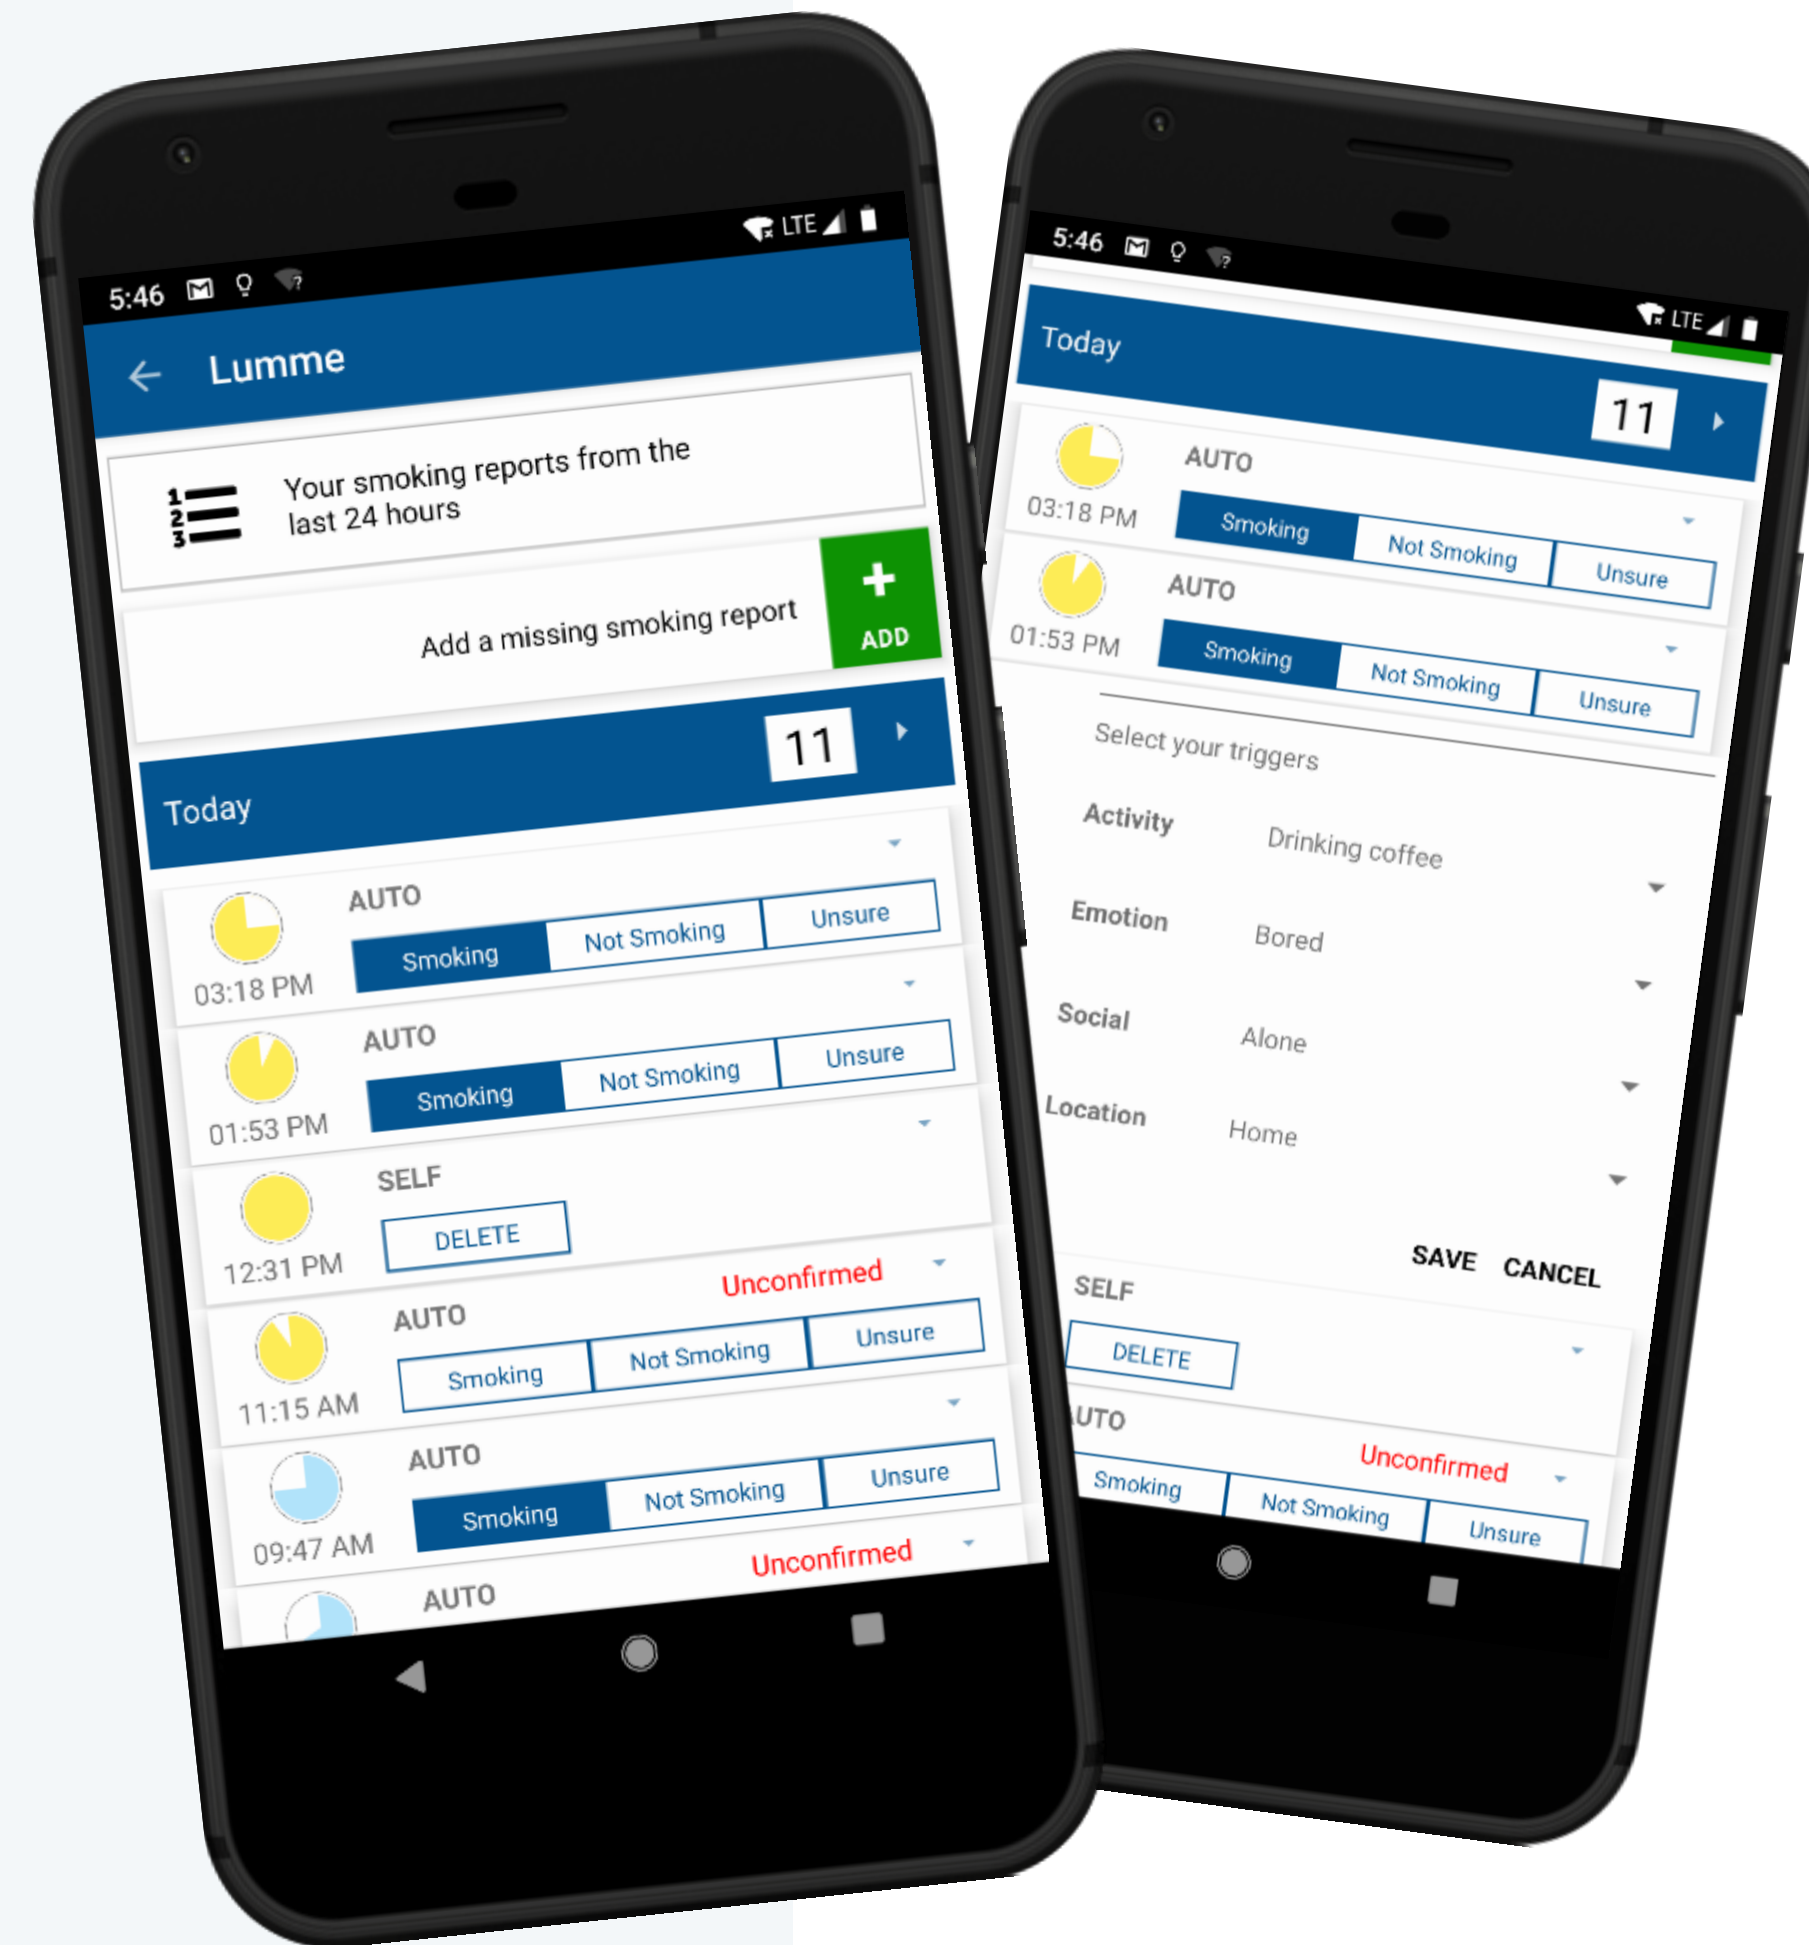 5:46
LTE
Lumme
1
2
3
Your smoking reports from the
last 24 hours
Add a missing smoking report
+
ADD
Today
11
AUTO
Smoking
Not Smoking
Unsure
03:18 PM
AUTO
Smoking
Not Smoking
Unsure
01:53 PM
SELF
DELETE
12:31 PM
Unconfirmed
AUTO
Smoking
Not Smoking
Unsure
11:15 AM
AUTO
Smoking
Not Smoking
Unsure
09:47 AM
Unconfirmed
AUTO
5:46
?
LTE
Today
11
AUTO
03:18 PM
Smoking
Not Smoking
Unsure
AUTO
01:53 PM
Smoking
Not Smoking
Unsure
Select your triggers
Activity
Drinking coffee
Emotion
Bored
Social
Alone
Location
Home
SAVE
CANCEL
SELF
DELETE
UTO
Unconfirmed
Smoking
Not Smoking
Unsure